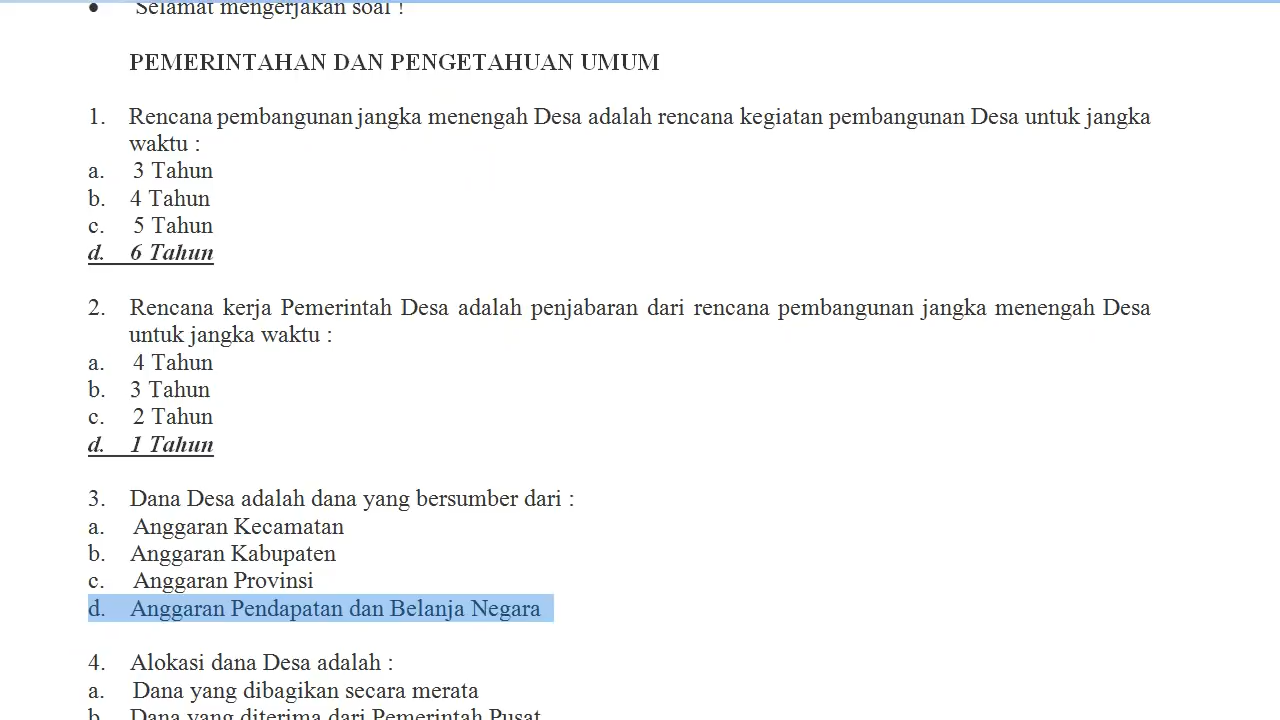 • Selamat mengerjakan soal !
PEMERINTAHAN DAN PENGETAHUAN UMUM
1. Rencana pembangunan jangka menengah Desa adalah rencana kegiatan pembangunan Desa untuk jangka
waktu :
a. 3 Tahun
b. 4 Tahun
c. 5 Tahun
d. 6 Tahun
2. Rencana kerja Pemerintah Desa adalah penjabaran dari rencana pembangunan jangka menengah Desa
untuk jangka waktu :
a. 4 Tahun
b. 3 Tahun
c. 2 Tahun
d. 1 Tahun
3. Dana Desa adalah dana yang bersumber dari :
a. Anggaran Kecamatan
b. Anggaran Kabupaten
c. Anggaran Provinsi
d. Anggaran Pendapatan dan Belanja Negara
4. Alokasi dana Desa adalah :
a. Dana yang dibagikan secara merata
b. Dana yang diterima dari Pemerintah Pusat